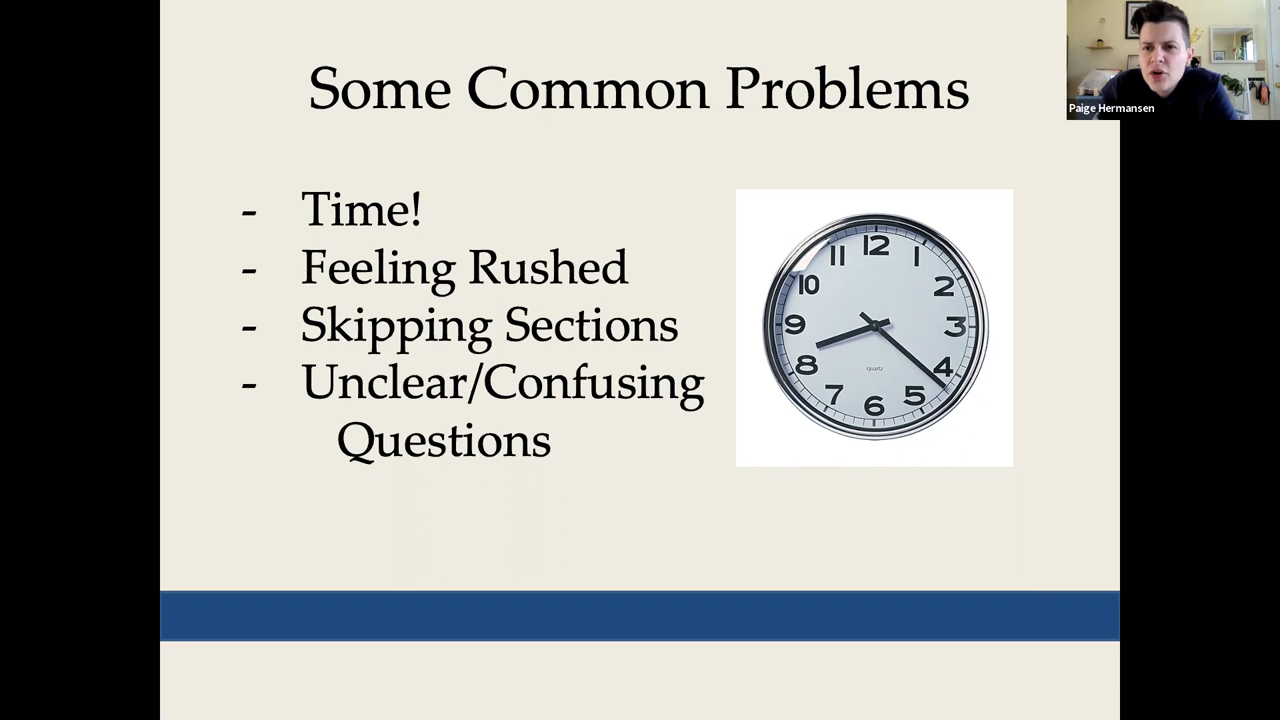 Some Common Problems
Paige Hermansen
- Time!
- Feeling Rushed
- Skipping Sections
- Unclear/Confusing
Questions
12
11
1
10
2
9
3
8
4
7
5
6
quartz